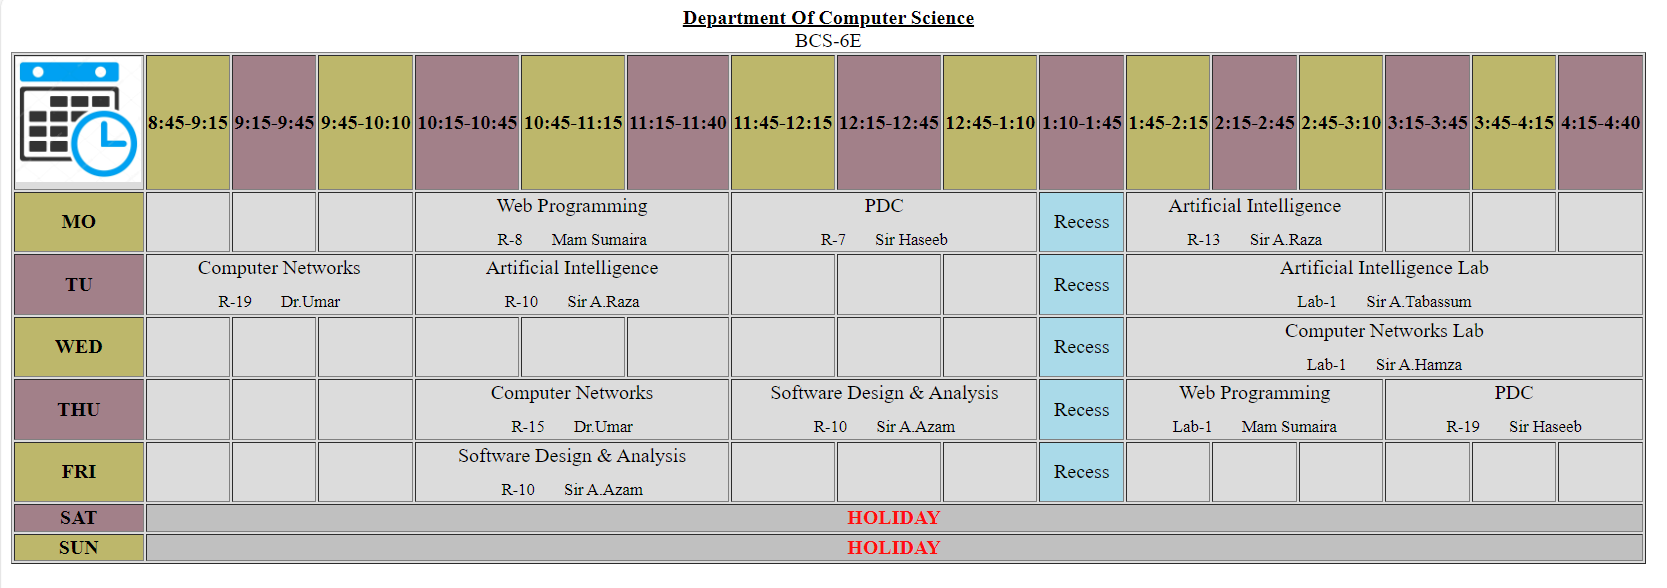 Department Of Computer Science
BCS-6E
8:45-9:15 9:15-9:45 9:45-10:10 10:15-10:45 10:45-11:15 11:15-11:40 11:45-12:15 12:15-12:45 12:45-1:10 1:10-1:45 1:45-2:15 2:15-2:45 2:45-3:10 3:15-3:45 3:45-4:15 4:15-4:40
MO
Web Programming
R-8 Mam Sumaira
PDC
R-7 Sir Haseeb
Recess
Artificial Intelligence
R-13 Sir A.Raza
TU
Computer Networks
R-19 Dr.Umar
Artificial Intelligence
R-10 Sir A.Raza
Recess
Artificial Intelligence Lab
Lab-1 Sir A.Tabassum
WED
Recess
Computer Networks Lab
Lab-1 Sir A.Hamza
THU
Computer Networks
R-15 Dr.Umar
Software Design & Analysis
R-10 Sir A.Azam
Recess
Web Programming
Lab-1 Mam Sumaira
PDC
R-19 Sir Haseeb
FRI
Software Design & Analysis
R-10 Sir A.Azam
Recess
SAT
HOLIDAY
SUN
HOLIDAY